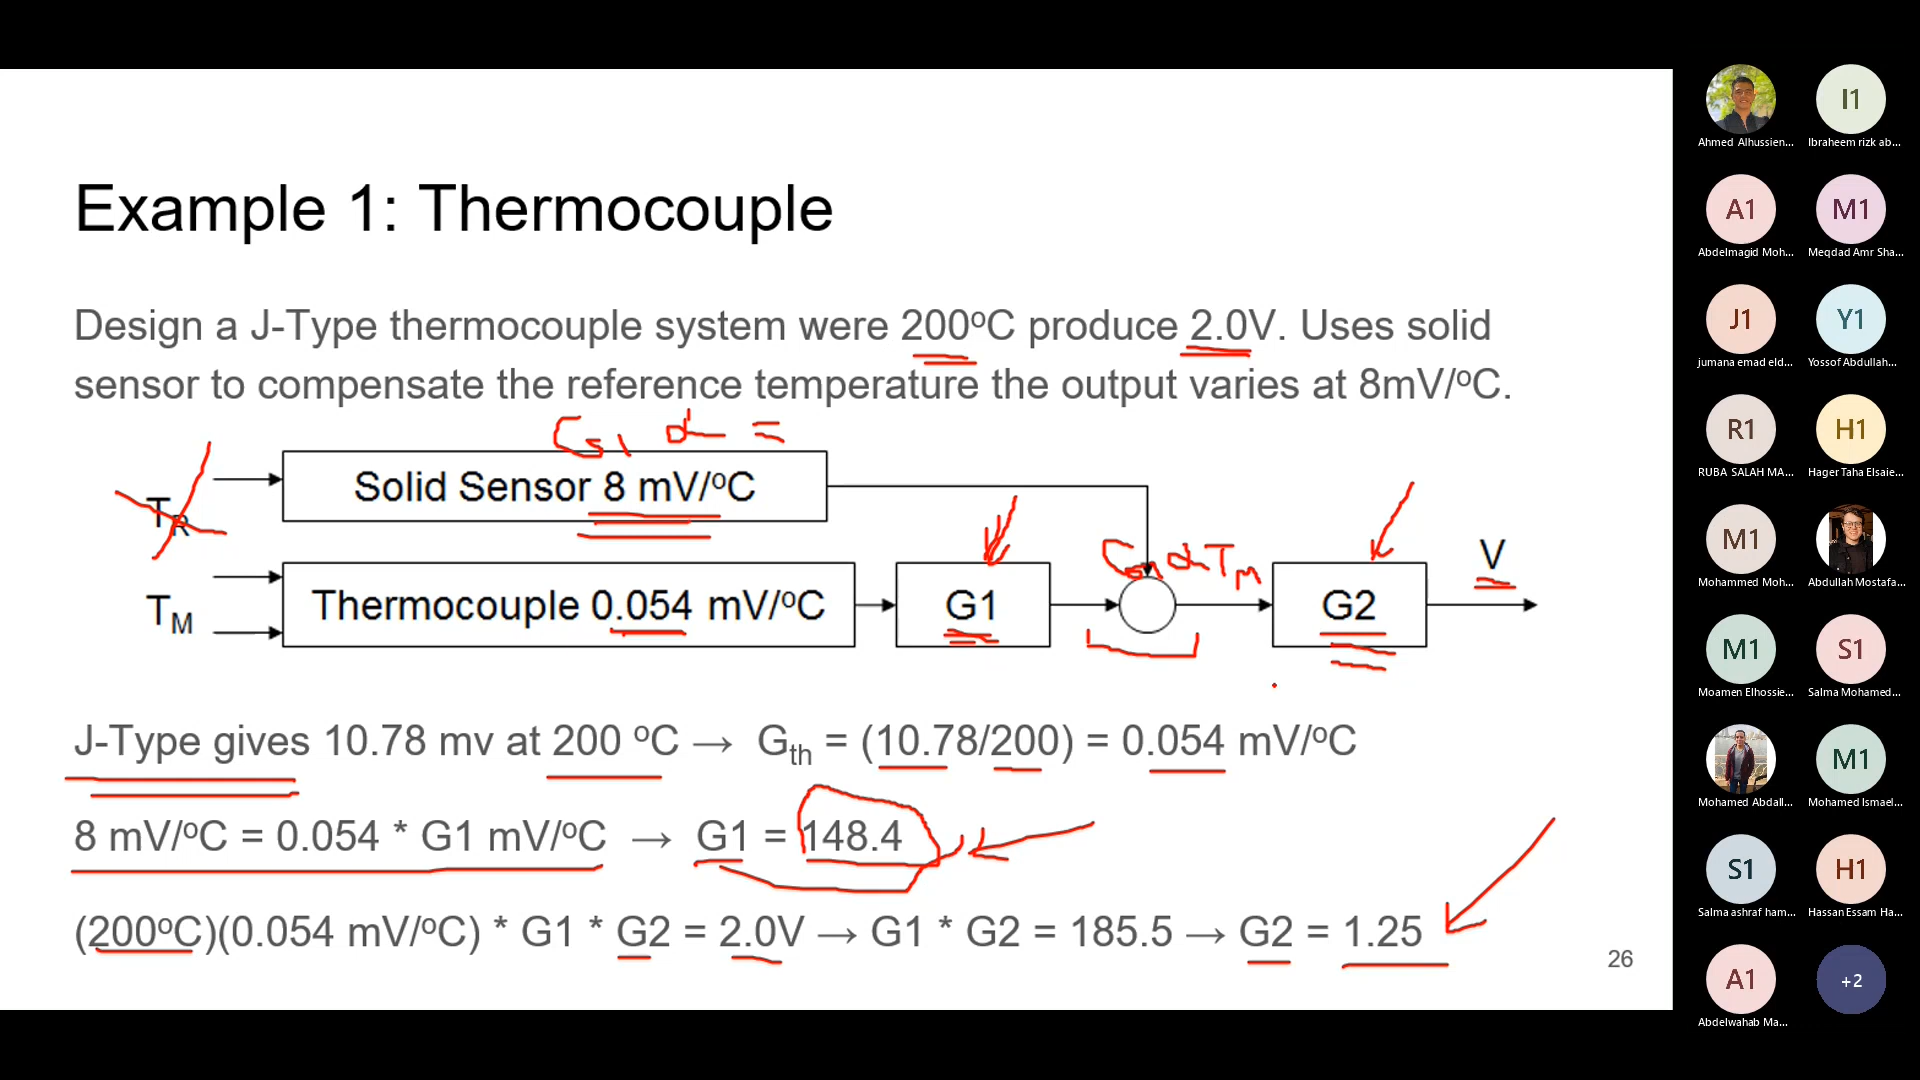 Example 1: Thermocouple
Design a J-Type thermocouple system were 200ºC produce 2.0V. Uses solid
sensor to compensate the reference temperature the output varies at 8mV/ºC.
TR
Solid Sensor 8 mV/ºC
TM
Thermocouple 0.054 mV/ºC
G1
α TM
G2
V
J-Type gives 10.78 mv at 200 ºC → Gth = (10.78/200) = 0.054 mV/ºC
8 mV/ºC = 0.054 * G1 mV/ºC → G1 = 148.4
(200ºC)(0.054 mV/ºC) * G1 * G2 = 2.0V → G1 * G2 = 185.5 → G2 = 1.25
26
Ahmed Alhussien...
I1
Ibraheem rizk ab...
A1
Abdelmagid Moh...
M1
Meqdad Amr Sha...
J1
jumana emad eld...
Y1
Yossof Abdullah...
R1
RUBA SALAH MA...
H1
Hager Taha Elsaie...
M1
Mohammed Moh...
Abdullah Mostafa...
M1
Moamen Elhossie...
S1
Salma Mohamed...
Mohamed Abdall...
M1
Mohamed Ismael...
S1
Salma ashraf ham...
H1
Hassan Essam Ha...
A1
Abdelwahab Ma...
+2